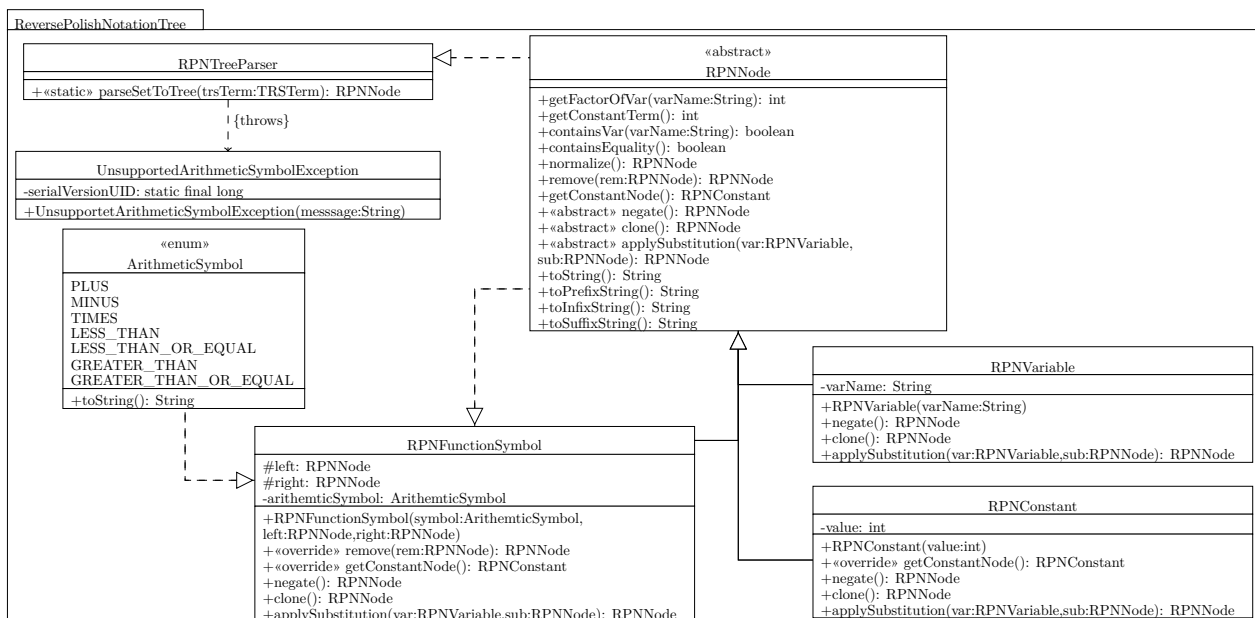 ReversePolishNotationTree
RPNTreeParser
+«static» parseSetToTree(trsTerm:TRSTerm): RPNNode
{throws}
UnsupportedArithmeticSymbolException
-serialVersionUID: static final long
+UnsupportetArithmeticSymbolException(messsage:String)
«enum»
ArithmeticSymbol
PLUS
MINUS
TIMES
LESS_THAN
LESS_THAN_OR_EQUAL
GREATER_THAN
GREATER_THAN_OR_EQUAL
+toString(): String
«abstract»
RPNNode
+getFactorOfVar(varName:String): int
+getConstantTerm(): int
+containsVar(varName:String): boolean
+containsEquality(): boolean
+normalize(): RPNNode
+remove(rem:RPNNode): RPNNode
+getConstantNode(): RPNConstant
+«abstract» negate(): RPNNode
+«abstract» clone(): RPNNode
+«abstract» applySubstitution(var:RPNVariable,
sub:RPNNode): RPNNode
+toString(): String
+toPrefixString(): String
+toInfixString(): String
+toSuffixString(): String
RPNFunctionSymbol
#left: RPNNode
#right: RPNNode
-arithemticSymbol: ArithemticSymbol
+RPNFunctionSymbol(symbol:ArithemticSymbol,
left:RPNNode,right:RPNNode)
+«override» remove(rem:RPNNode): RPNNode
+«override» getConstantNode(): RPNConstant
+negate(): RPNNode
+clone(): RPNNode
+applySubstitution(var:RPNVariable,sub:RPNNode): RPNNode
RPNVariable
-varName: String
+RPNVariable(varName:String)
+negate(): RPNNode
+clone(): RPNNode
+applySubstitution(var:RPNVariable,sub:RPNNode): RPNNode
RPNConstant
-value: int
+RPNConstant(value:int)
+«override» getConstantNode(): RPNConstant
+negate(): RPNNode
+clone(): RPNNode
+applySubstitution(var:RPNVariable,sub:RPNNode): RPNNode